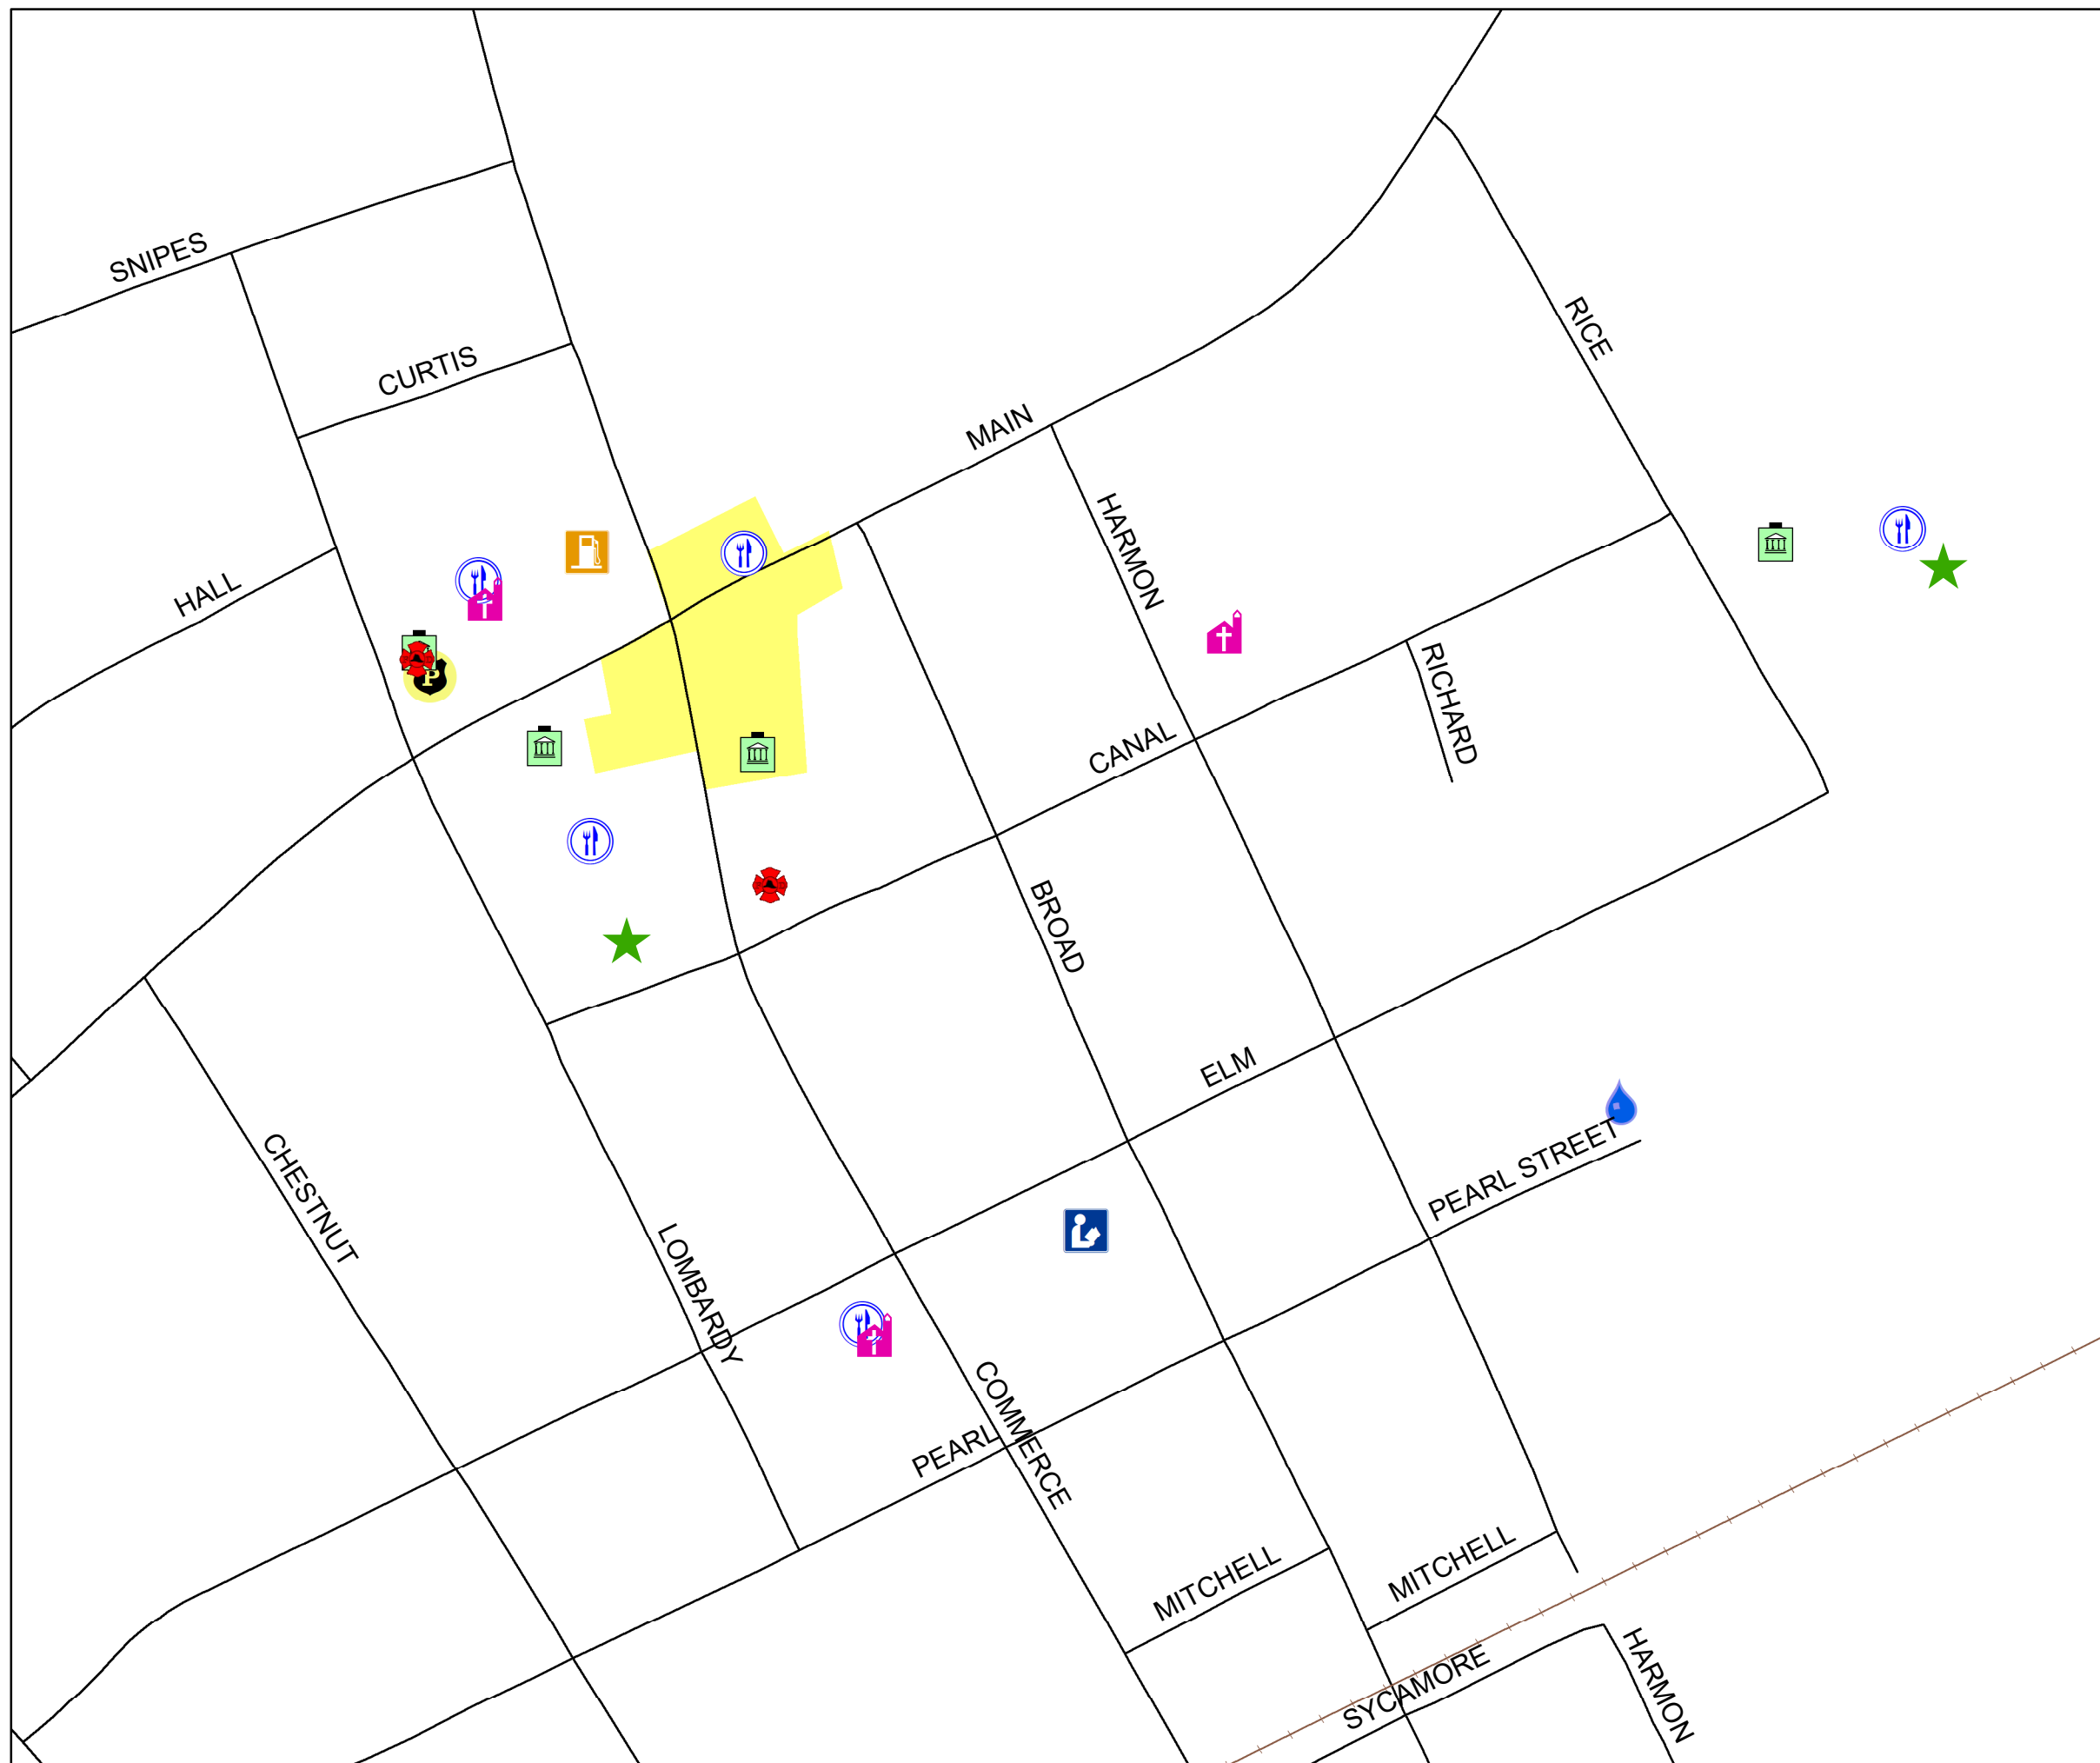 SNIPES
RICE
CURTIS
MAIN
HARMON
HALL
P
RICHARD
CANAL
BROAD
ELM
PEARL STREET
CHESTNUT
LOMBARDY
COMMERCE
PEARL
MITCHELL
MITCHELL
SYCAMORE
HARMON